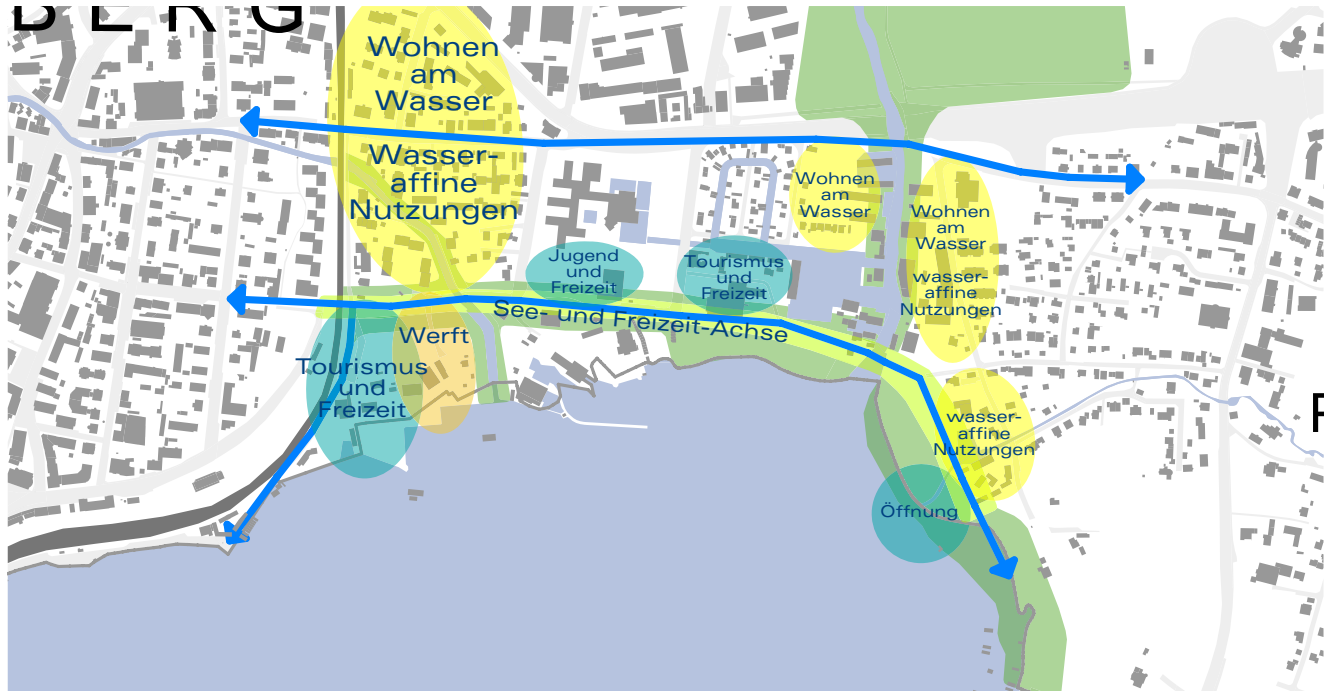 BERG
Wohnen
am
Wasser
Wasser-
affine
Nutzungen
Wohnen
am
Wasser
Wohnen
am
Wasser
wasser-
affine
Nutzungen
Jugend
und
Freizeit
Tourismus
und
Freizeit
See- und Freizeit-Achse
Werft
Tourismus
und
Freizeit
wasser-
affine
Nutzungen
Öffnung